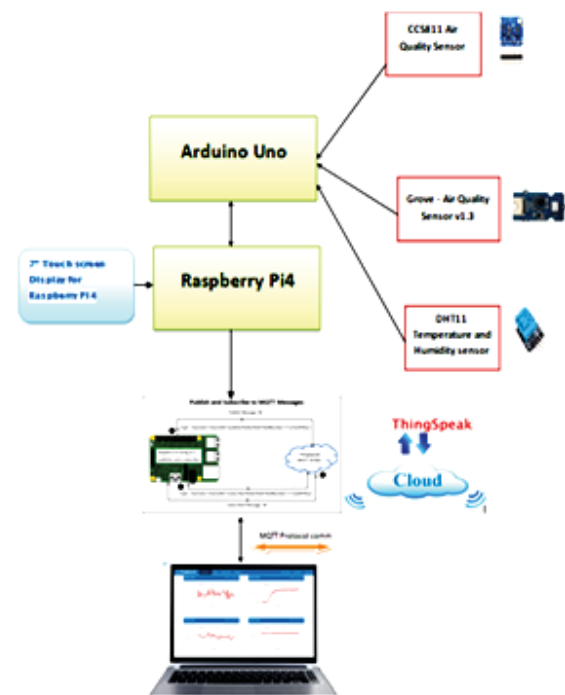 CCS811 Air
Quality Sensor
Arduino Uno
Grove - Air Quality
Sensor v1.3
7" Touch screen
Display for
Raspberry Pi 4
Raspberry Pi4
DHT11
Temperature and
Humidity sensor
Publish and Subscribe to MQTT Messages
ThingSpeak
Cloud
MQTT Protocol comm